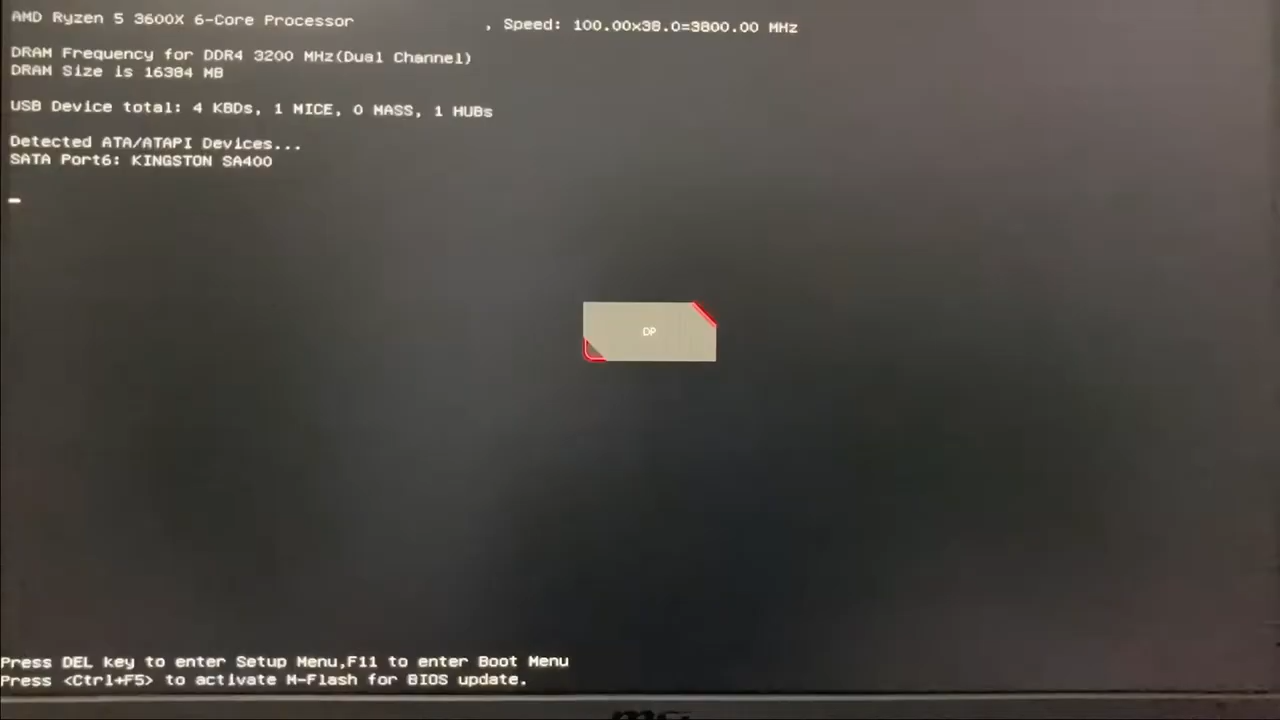 AMD Ryzen 5 3600X 6-Core Processor , Speed: 100.00x38.0=3800.00 MHz
DRAM Frequency for DDR4 3200 MHz(Dual Channel)
DRAM Size is 16384 MB
USB Device total: 4 KBDs, 1 MICE, 0 MASS, 1 HUBs
Detected ATA/ATAPI Devices...
SATA Port6: KINGSTON SA400
DP
Press DEL key to enter Setup Menu,F11 to enter Boot Menu
Press <Ctrl+F5> to activate M-Flash for BIOS update.